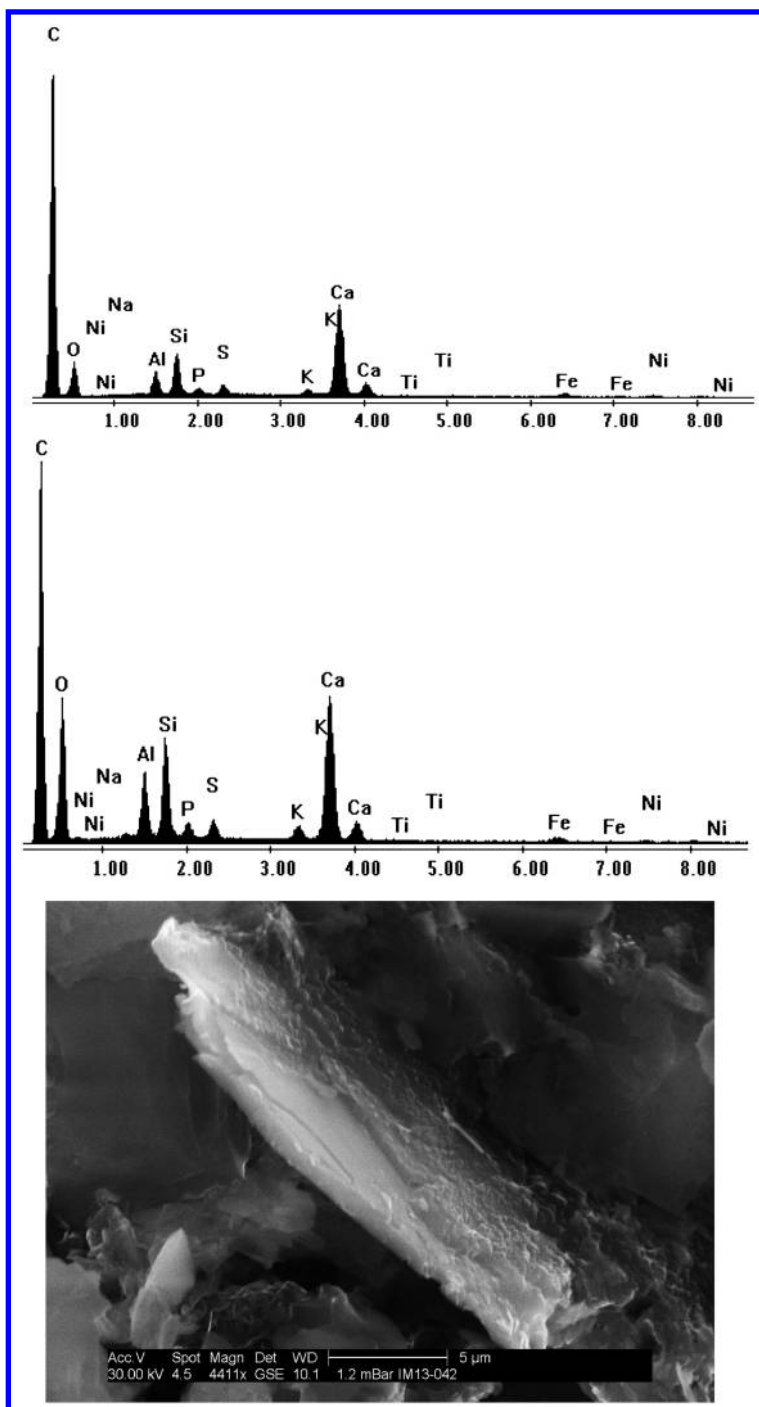 C
Na
Ni
O
Ni
Al
Si
P
S
K
K
Ca
Ca
Ti
Ti
Fe
Fe
Ni
Ni
1.00 2.00 3.00 4.00 5.00 6.00 7.00 8.00
C
O
Na
Ni
Ni
Al
Si
P
S
K
K
Ca
Ca
Ti
Ti
Fe
Fe
Ni
Ni
1.00 2.00 3.00 4.00 5.00 6.00 7.00 8.00
Acc.V Spot Magn Det WD 5 µm
30.00 kV 4.5 4411x GSE 10.1 1.2 mBar IM13-042